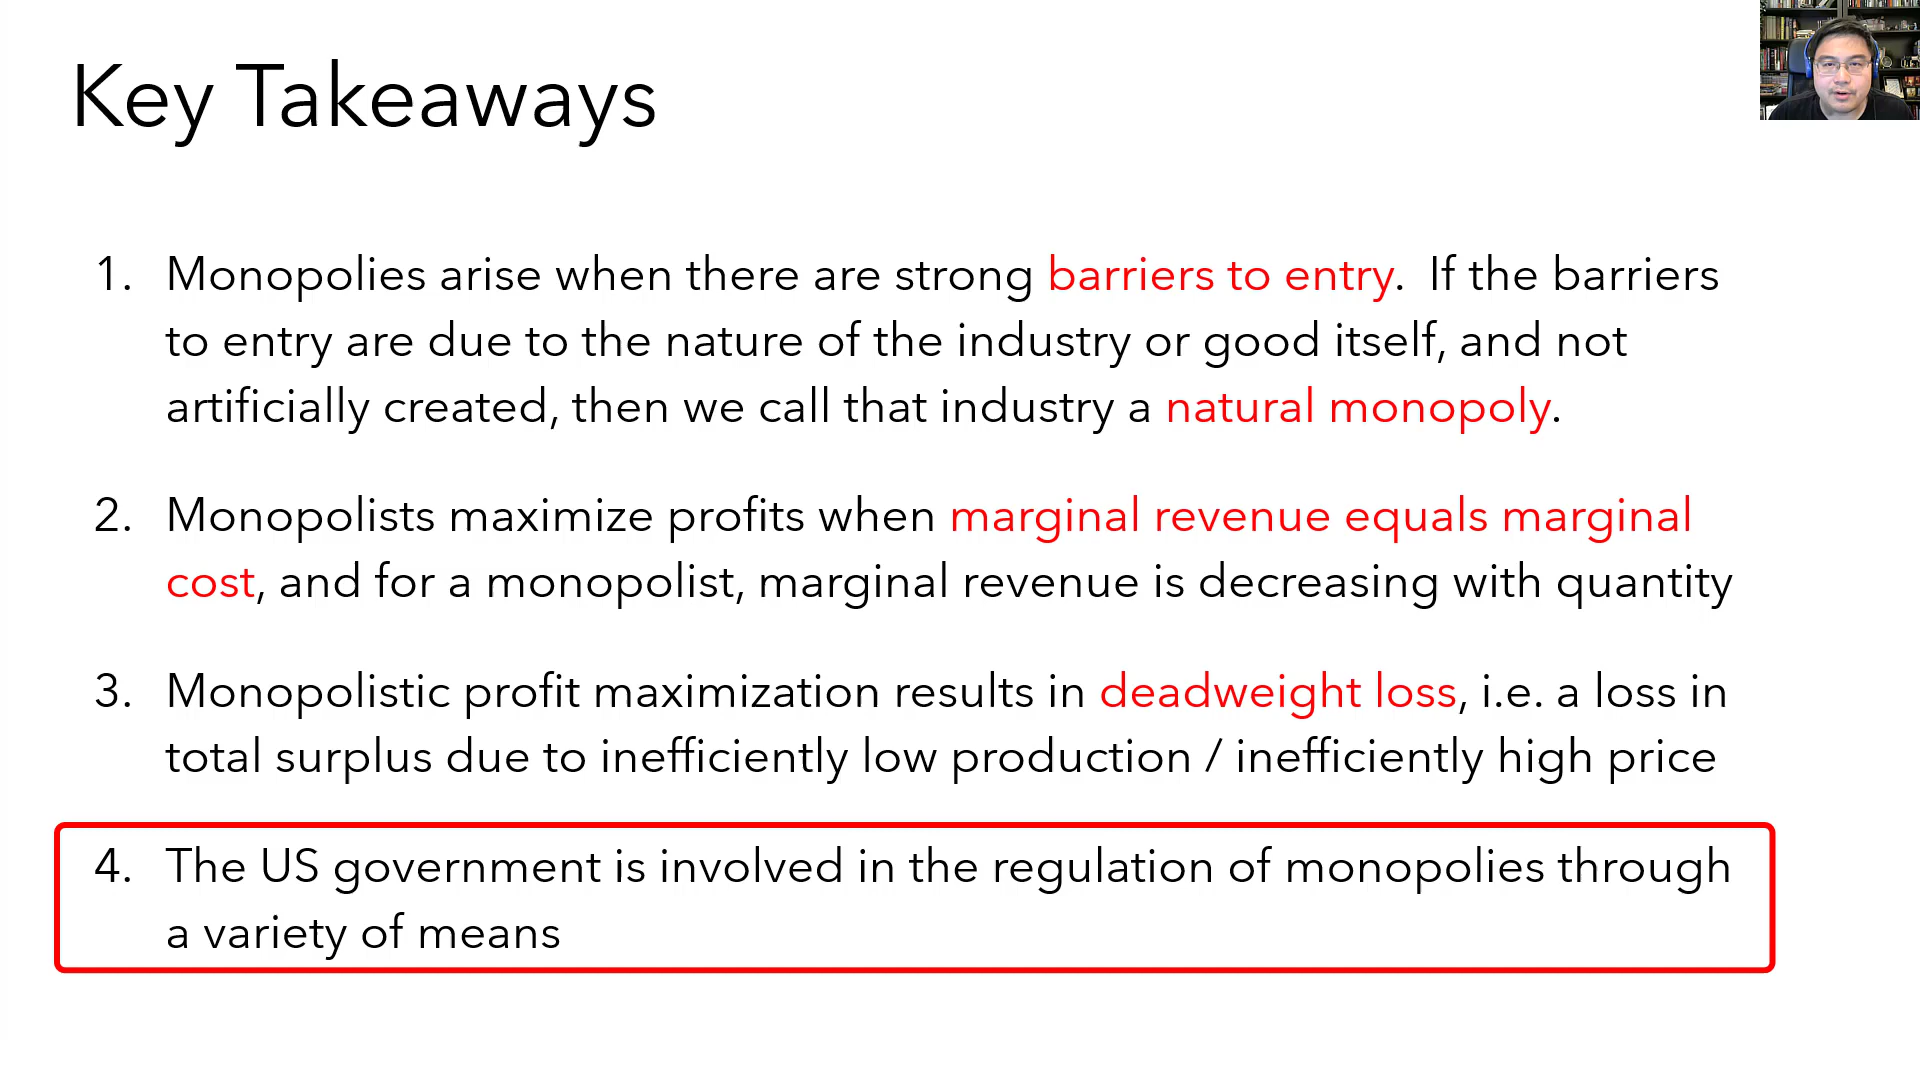 Key Takeaways
1. Monopolies arise when there are strong barriers to entry.  If the barriers
to entry are due to the nature of the industry or good itself, and not
artificially created, then we call that industry a natural monopoly.
2. Monopolists maximize profits when marginal revenue equals marginal
cost, and for a monopolist, marginal revenue is decreasing with quantity
3. Monopolistic profit maximization results in deadweight loss, i.e. a loss in
total surplus due to inefficiently low production / inefficiently high price
4. The US government is involved in the regulation of monopolies through
a variety of means